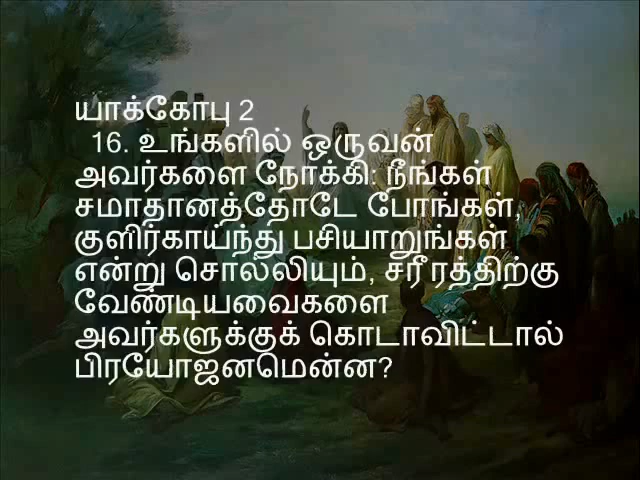 யாக்கோபு 2
16. உங்களில் ஒருவன்
அவர்களை நோக்கி: நீங்கள்
சமாதானத்தோடே போங்கள்,
குளிர்காய்ந்து பசியாறுங்கள்
என்று சொல்லியும், சரீரத்திற்கு
வேண்டியவைகளை
அவர்களுக்குக் கொடாவிட்டால்
பிரயோஜனமென்ன?